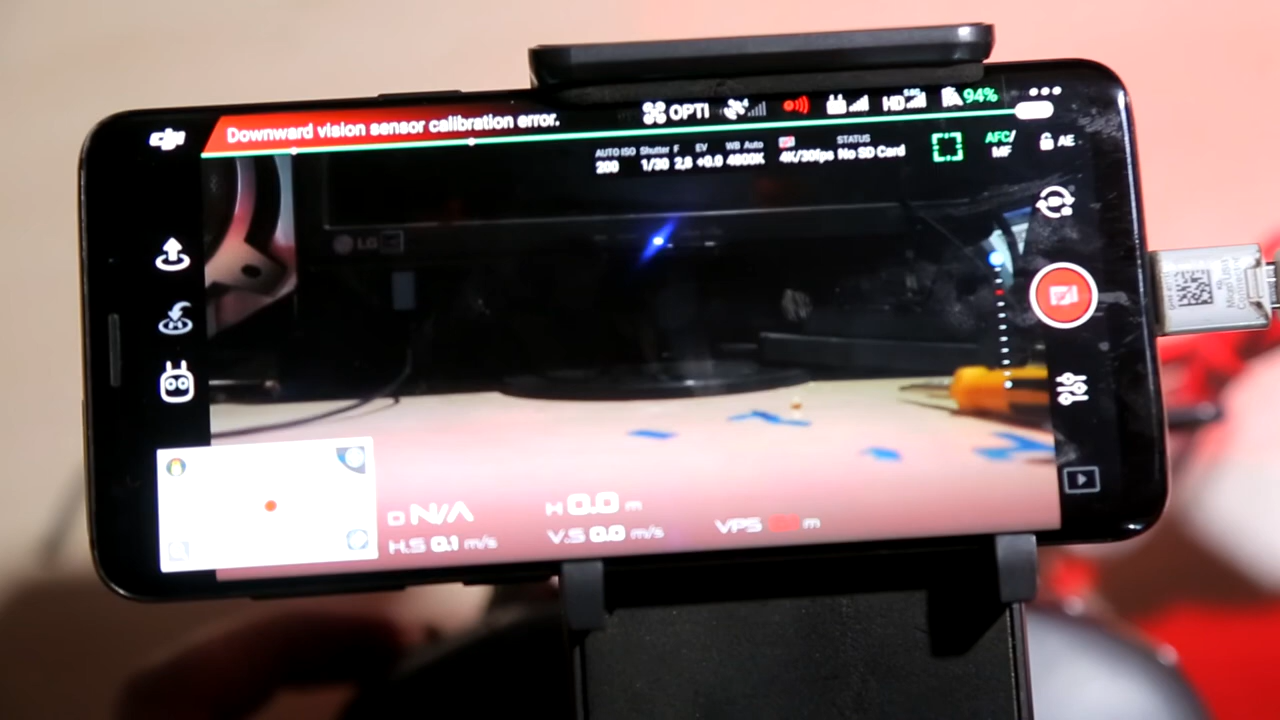 dji
Downward vision sensor calibration error.
OPTI
4
HD
94%
AUTO ISO Shutter F EV WB Auto STATUS
200 1/30 2,8 +0.0 4800K 4K/30fps No SD Card
AFC/
MF
AE
LG
D N/A
H 0.0 m
H.S 0.1 m/s
V.S 0.0 m/s
VPS m